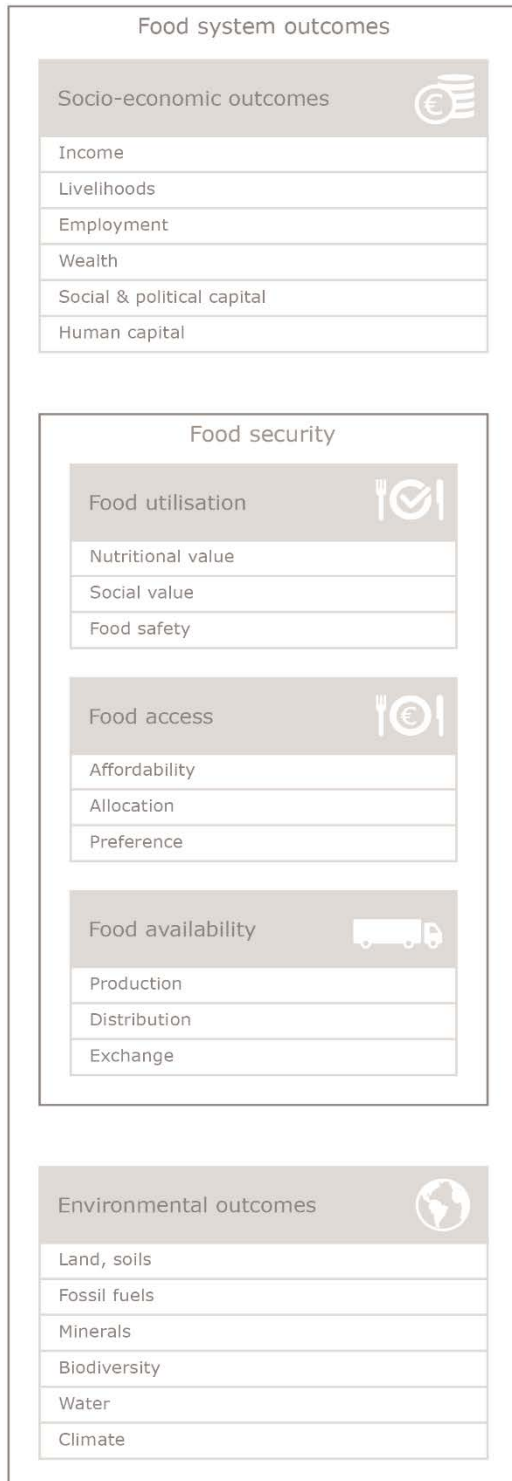 Food system outcomes
Socio-economic outcomes
€
Income
Livelihoods
Employment
Wealth
Social & political capital
Human capital
Food security
Food utilisation
Nutritional value
Social value
Food safety
Food access
€
Affordability
Allocation
Preference
Food availability
Production
Distribution
Exchange
Environmental outcomes
Land, soils
Fossil fuels
Minerals
Biodiversity
Water
Climate